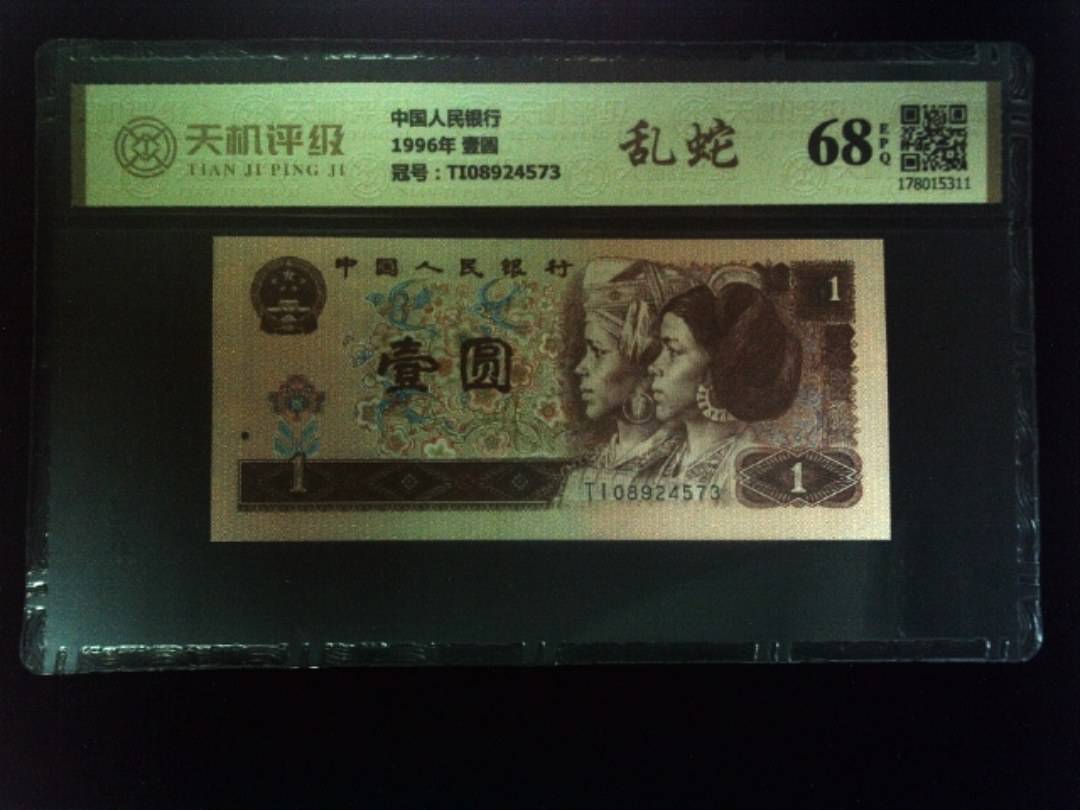 天机评级
TIAN JI PING JI
中国人民银行
1996年 壹圆
冠号：TI08924573
乱蛇
68
EPQ
178015311
中国人民银行
1
壹圆
1
TI08924573
1